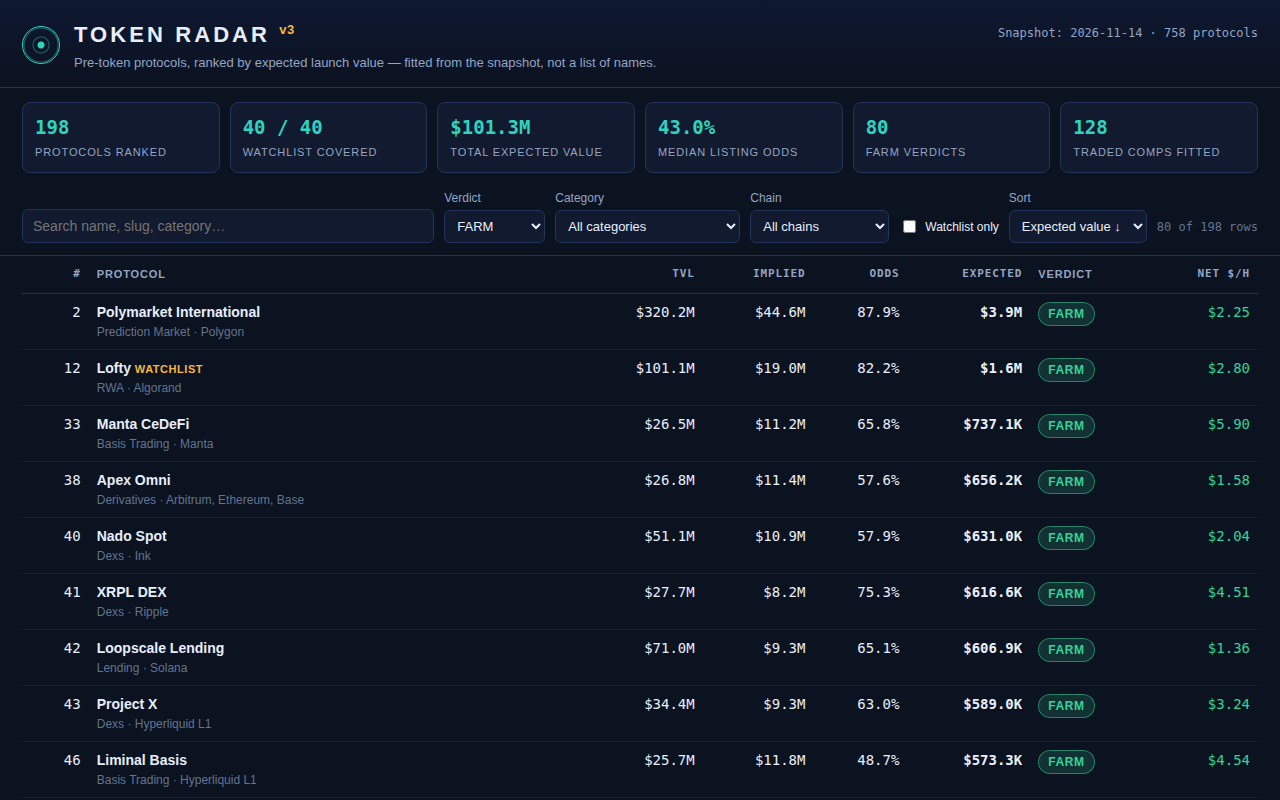 TOKEN RADAR v3
Snapshot: 2026-11-14 · 758 protocols
Pre-token protocols, ranked by expected launch value — fitted from the snapshot, not a list of names.
198
PROTOCOLS RANKED
40 / 40
WATCHLIST COVERED
$101.3M
TOTAL EXPECTED VALUE
43.0%
MEDIAN LISTING ODDS
80
FARM VERDICTS
128
TRADED COMPS FITTED
Verdict Category Chain Sort
Search name, slug, category… FARM All categories All chains Watchlist only Expected value ↓ 80 of 198 rows
# PROTOCOL TVL IMPLIED ODDS EXPECTED VERDICT NET $/H
2 Polymarket International $320.2M $44.6M 87.9% $3.9M FARM $2.25
Prediction Market · Polygon
12 Lofty WATCHLIST $101.1M $19.0M 82.2% $1.6M FARM $2.80
RWA · Algorand
33 Manta CeDeFi $26.5M $11.2M 65.8% $737.1K FARM $5.90
Basis Trading · Manta
38 Apex Omni $26.8M $11.4M 57.6% $656.2K FARM $1.58
Derivatives · Arbitrum, Ethereum, Base
40 Nado Spot $51.1M $10.9M 57.9% $631.0K FARM $2.04
Dexs · Ink
41 XRPL DEX $27.7M $8.2M 75.3% $616.6K FARM $4.51
Dexs · Ripple
42 Loopscale Lending $71.0M $9.3M 65.1% $606.9K FARM $1.36
Lending · Solana
43 Project X $34.4M $9.3M 63.0% $589.0K FARM $3.24
Dexs · Hyperliquid L1
46 Liminal Basis $25.7M $11.8M 48.7% $573.3K FARM $4.54
Basis Trading · Hyperliquid L1